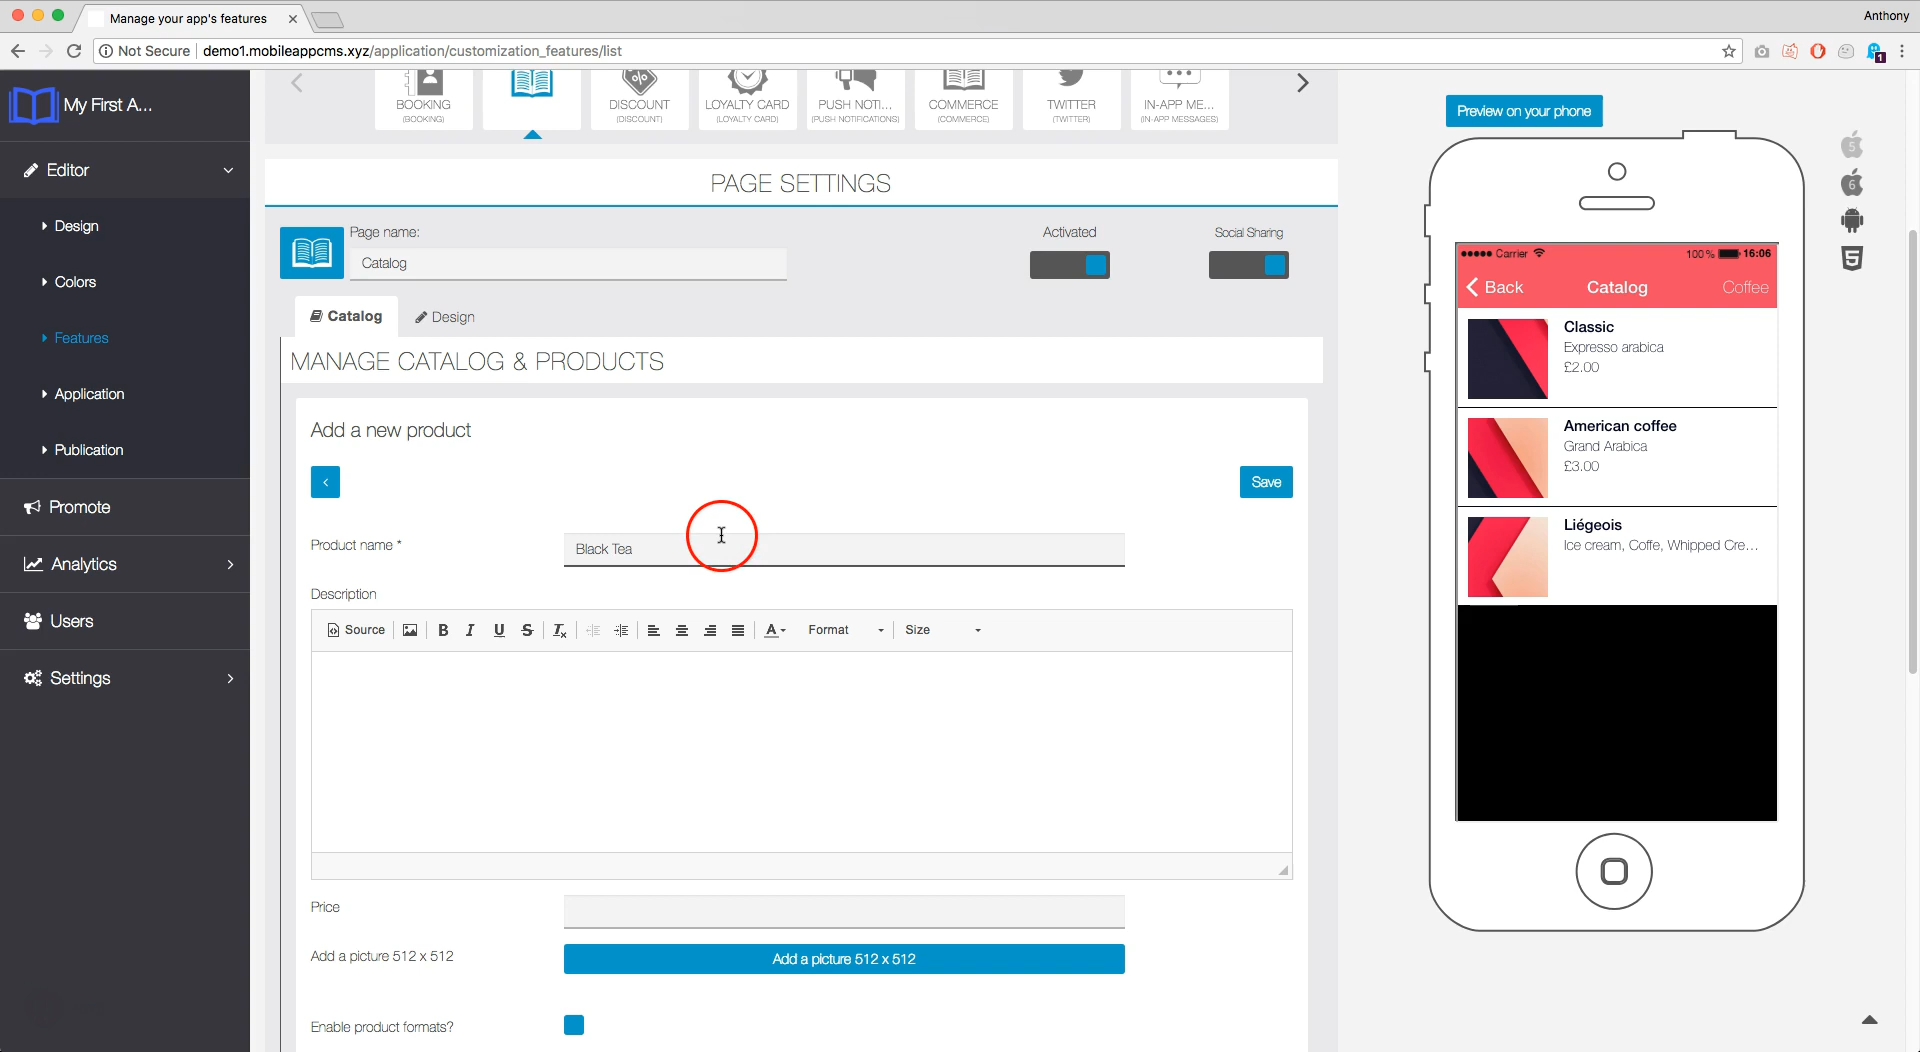 Manage your app's features
Anthony
Not Secure
demo1.mobileappcms.xyz/application/customization_features/list
1
My First A...
Editor
Design
Colors
Features
Application
Publication
Promote
Analytics
Users
Settings
BOOKING
(BOOKING)
DISCOUNT
(DISCOUNT)
LOYALTY CARD
(LOYALTY CARD)
PUSH NOTI...
(PUSH NOTIFICATIONS)
COMMERCE
(COMMERCE)
TWITTER
(TWITTER)
IN-APP ME...
(IN-APP MESSAGES)
PAGE SETTINGS
Page name:
Catalog
Activated
Social Sharing
Catalog
Design
MANAGE CATALOG & PRODUCTS
Add a new product
<
Save
Product name *
Black Tea
Description
Source
B
I
U
S
Tx
A
Format
Size
Price
Add a picture 512 x 512
Add a picture 512 x 512
Enable product formats?
Preview on your phone
5
6
5
Carrier
100 %
16:06
Back
Catalog
Coffee
Classic
Expresso arabica
£2.00
American coffee
Grand Arabica
£3.00
Liégeois
Ice cream, Coffe, Whipped Cre...